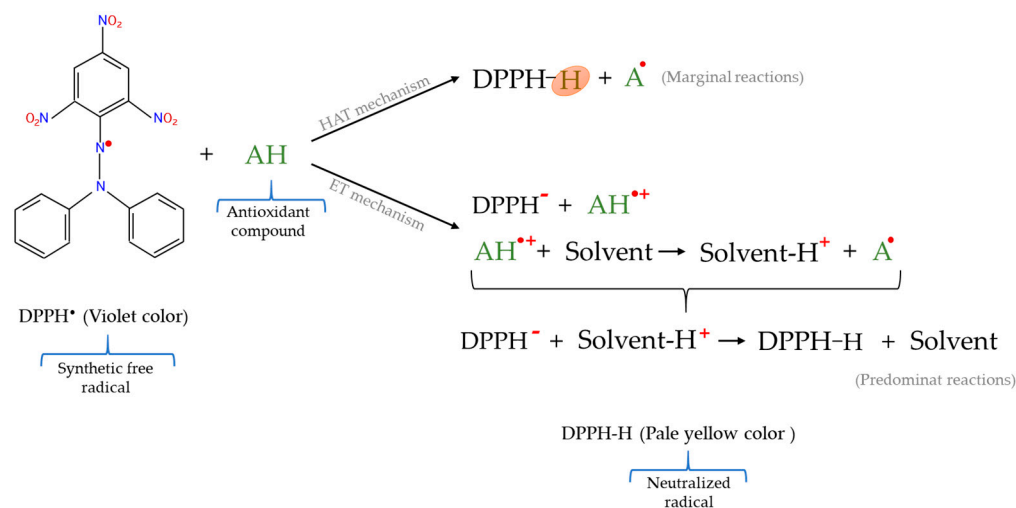 NO₂
O₂N
NO₂
N•
N
+ AH
Antioxidant
compound
DPPH• (Violet color)
Synthetic free
radical
HAT mechanism
ET mechanism
DPPH-H + A• (Marginal reactions)
DPPH⁻ + AH•⁺
AH•⁺ + Solvent → Solvent-H⁺ + A•
DPPH⁻ + Solvent-H⁺ → DPPH-H + Solvent
(Predominat reactions)
DPPH-H (Pale yellow color )
Neutralized
radical